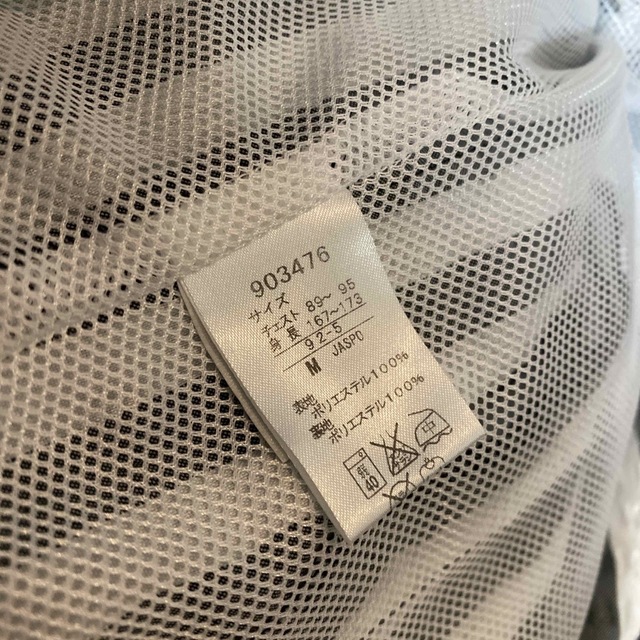 903476
サイズ
チェスト 89〜 95
身長 167〜173
92-5
M JASPO
表地
ポリエステル100%
裏地
ポリエステル100%
弱
40
中